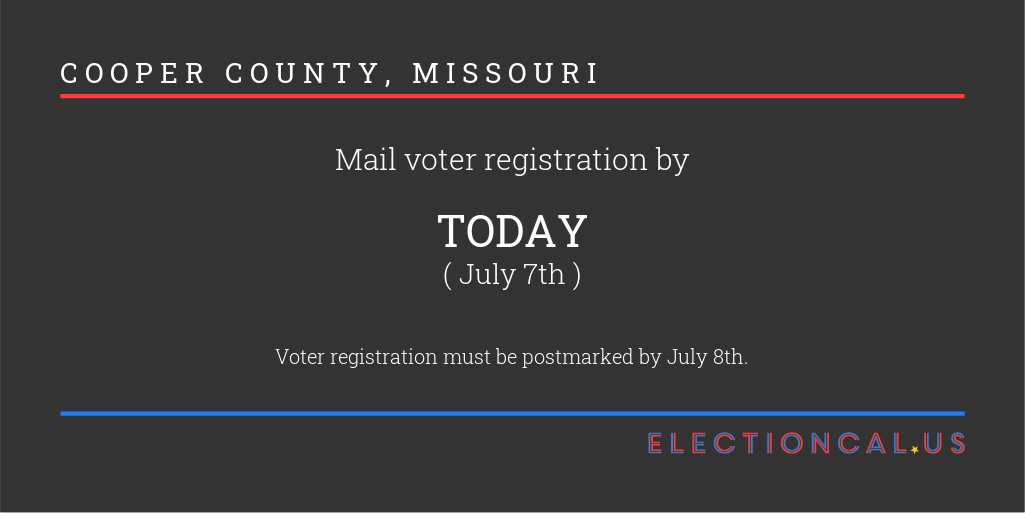 COOPER COUNTY, MISSOURI
Mail voter registration by
TODAY
( July 7th )
Voter registration must be postmarked by July 8th.
ELECTIONCAL.US